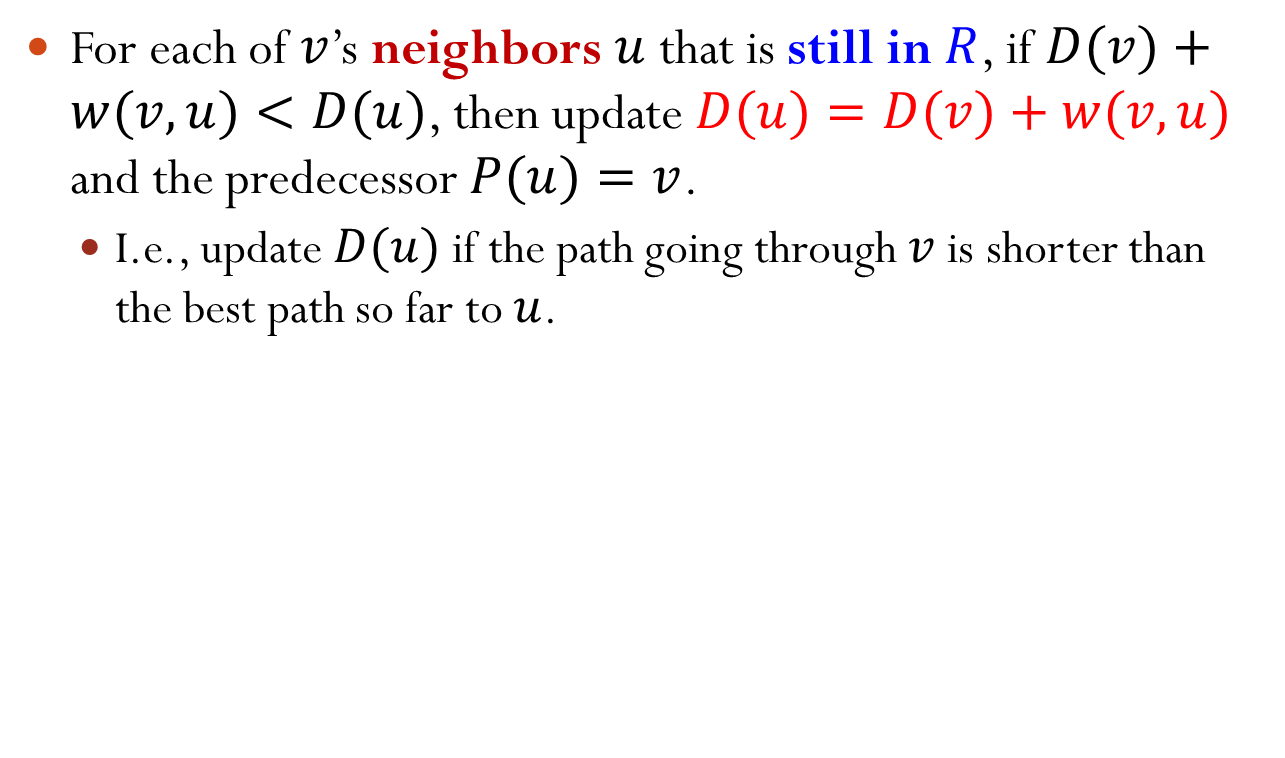 • For each of 𝑣's neighbors 𝑢 that is still in 𝑅, if 𝐷(𝑣) +
𝑤(𝑣, 𝑢) < 𝐷(𝑢), then update 𝐷(𝑢) = 𝐷(𝑣) + 𝑤(𝑣, 𝑢)
and the predecessor 𝑃(𝑢) = 𝑣.
• I.e., update 𝐷(𝑢) if the path going through 𝑣 is shorter than
the best path so far to 𝑢.